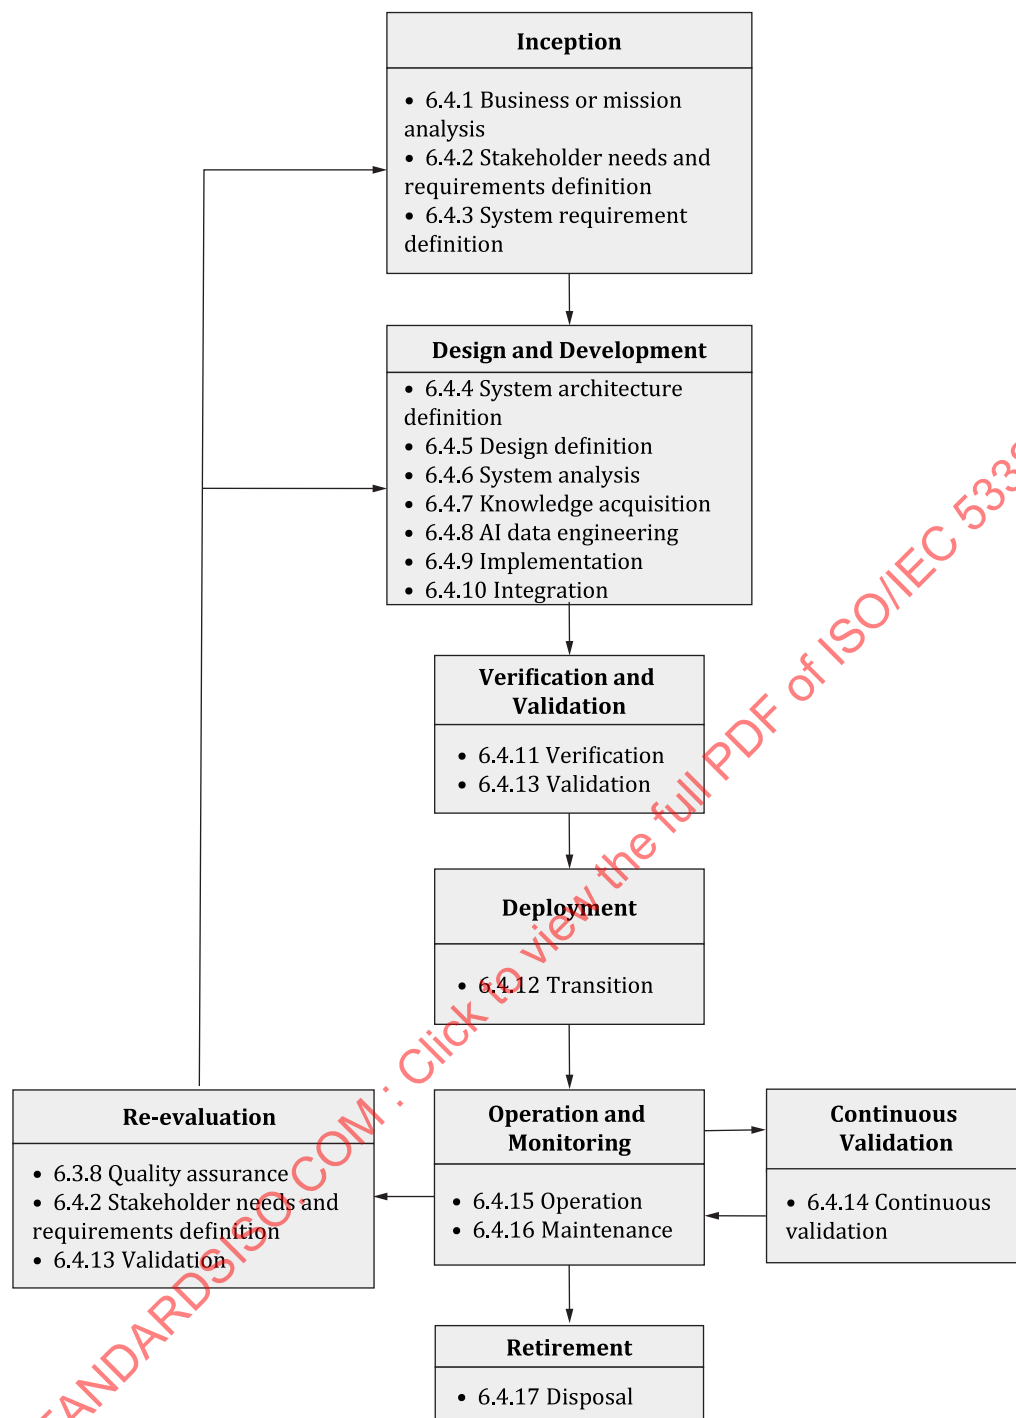 Inception
• 6.4.1 Business or mission
analysis
• 6.4.2 Stakeholder needs and
requirements definition
• 6.4.3 System requirement
definition
Design and Development
• 6.4.4 System architecture
definition
• 6.4.5 Design definition
• 6.4.6 System analysis
• 6.4.7 Knowledge acquisition
• 6.4.8 AI data engineering
• 6.4.9 Implementation
• 6.4.10 Integration
Verification and
Validation
• 6.4.11 Verification
• 6.4.13 Validation
Deployment
• 6.4.12 Transition
Re-evaluation
• 6.3.8 Quality assurance
• 6.4.2 Stakeholder needs and
requirements definition
• 6.4.13 Validation
Operation and
Monitoring
• 6.4.15 Operation
• 6.4.16 Maintenance
Continuous
Validation
• 6.4.14 Continuous
validation
Retirement
• 6.4.17 Disposal
TANDARDSISO.COM : Click to view the full PDF of ISO/IEC 533